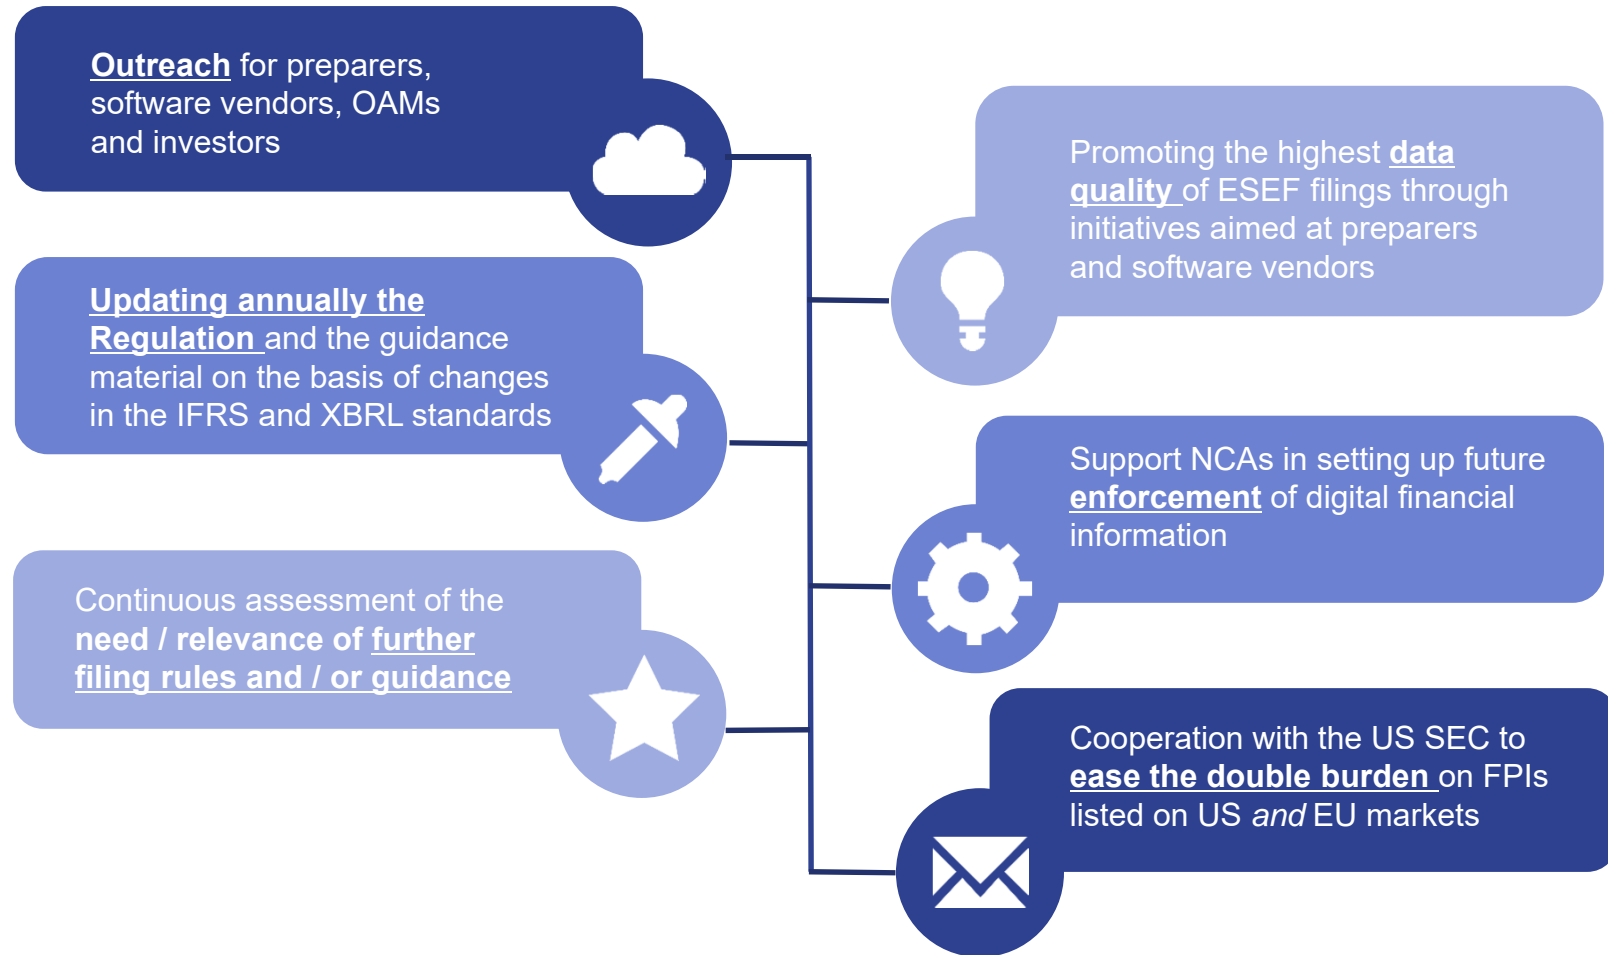 Outreach for preparers,
software vendors, OAMs
and investors
Promoting the highest data
quality of ESEF filings through
initiatives aimed at preparers
and software vendors
Updating annually the
Regulation and the guidance
material on the basis of changes
in the IFRS and XBRL standards
Support NCAs in setting up future
enforcement of digital financial
information
Continuous assessment of the
need / relevance of further
filing rules and / or guidance
Cooperation with the US SEC to
ease the double burden on FPIs
listed on US and EU markets